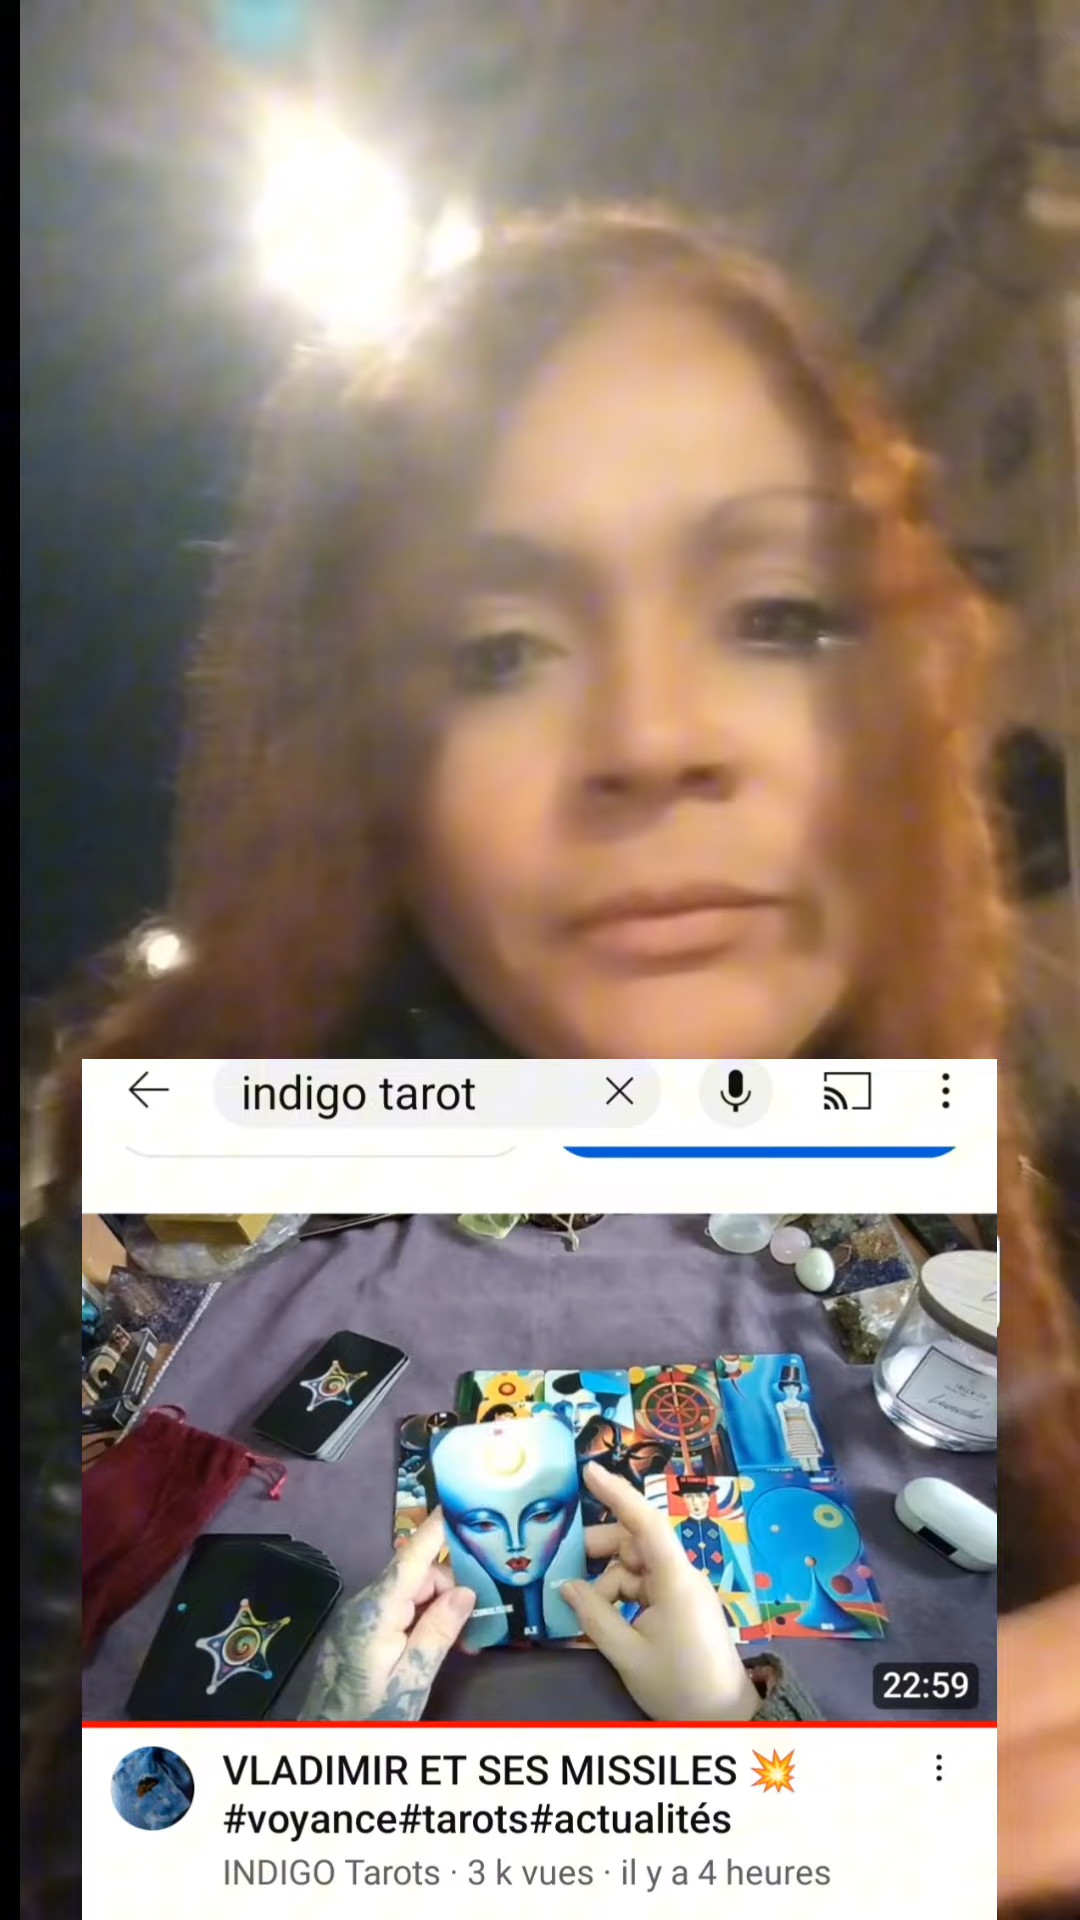 indigo tarot
22:59
VLADIMIR ET SES MISSILES 💥
#voyance#tarots#actualités
INDIGO Tarots · 3 k vues · il y a 4 heures